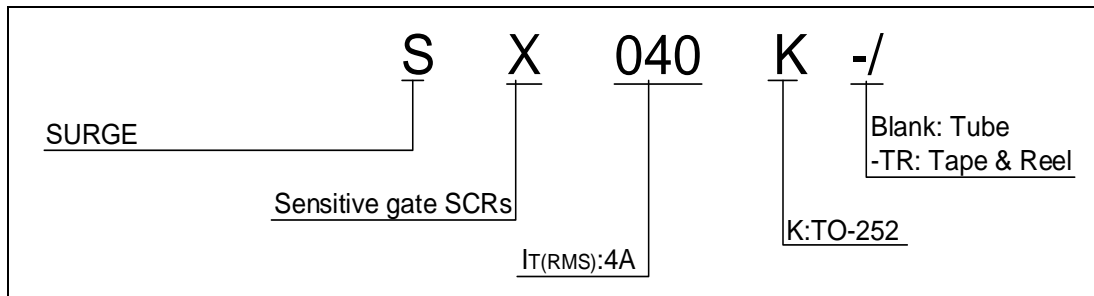 S X 040 K -/
SURGE
Blank: Tube
-TR: Tape & Reel
Sensitive gate SCRs
K:TO-252
IT(RMS):4A